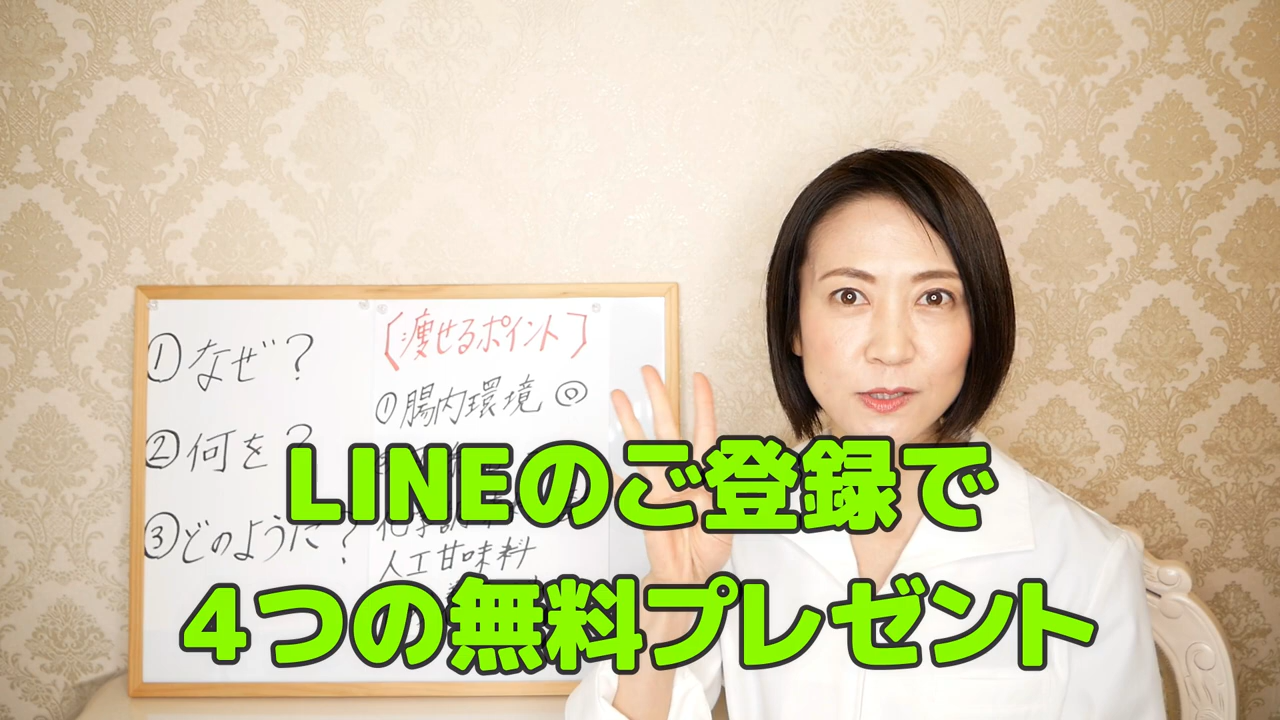 ①なぜ?
②何を?
③どのように?
〔痩せるポイント〕
①腸内環境◎
人工甘味料
LINEのご登録で
4つの無料プレゼント